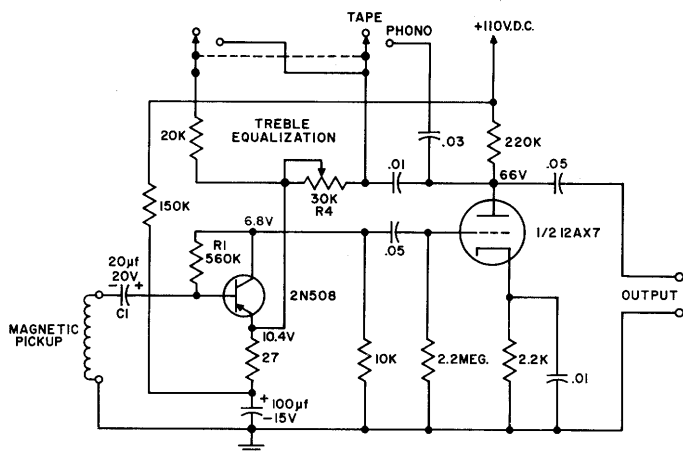 TAPE
PHONO
+110V.D.C.
TREBLE
EQUALIZATION
20K
.03
220K
.01
66V
.05
150K
30K
R4
6.8V
R1
560K
.05
1/2 12AX7
20µf
20V
- +
C1
2N508
MAGNETIC
PICKUP
10.4V
27
10K
2.2MEG.
2.2K
.01
OUTPUT
+ 100µf
-15V